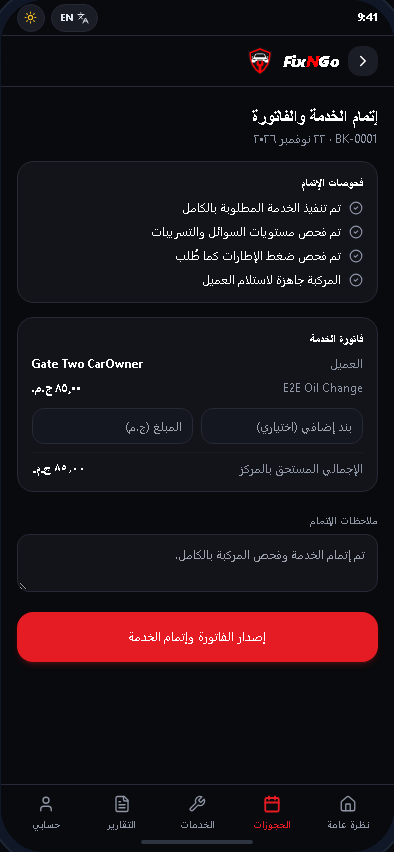 9:41
EN
FixNGo
إتمام الخدمة والفاتورة
BK-0001 · ٢٢ نوفمبر ٢٠٢٦
فحوصات الإتمام
تم تنفيذ الخدمة المطلوبة بالكامل
تم فحص مستويات السوائل والتسريبات
تم فحص ضغط الإطارات كما طُلب
المركبة جاهزة لاستلام العميل
فاتورة الخدمة
العميل Gate Two CarOwner
E2E Oil Change ٨٥٫٠٠ ج.م.
بند إضافي (اختياري) المبلغ (ج.م)
الإجمالي المستحق بالمركز ٨٥٫٠٠ ج.م.
ملاحظات الإتمام
تم إتمام الخدمة وفحص المركبة بالكامل.
إصدار الفاتورة وإتمام الخدمة
نظرة عامة الحجوزات الخدمات التقارير حسابي